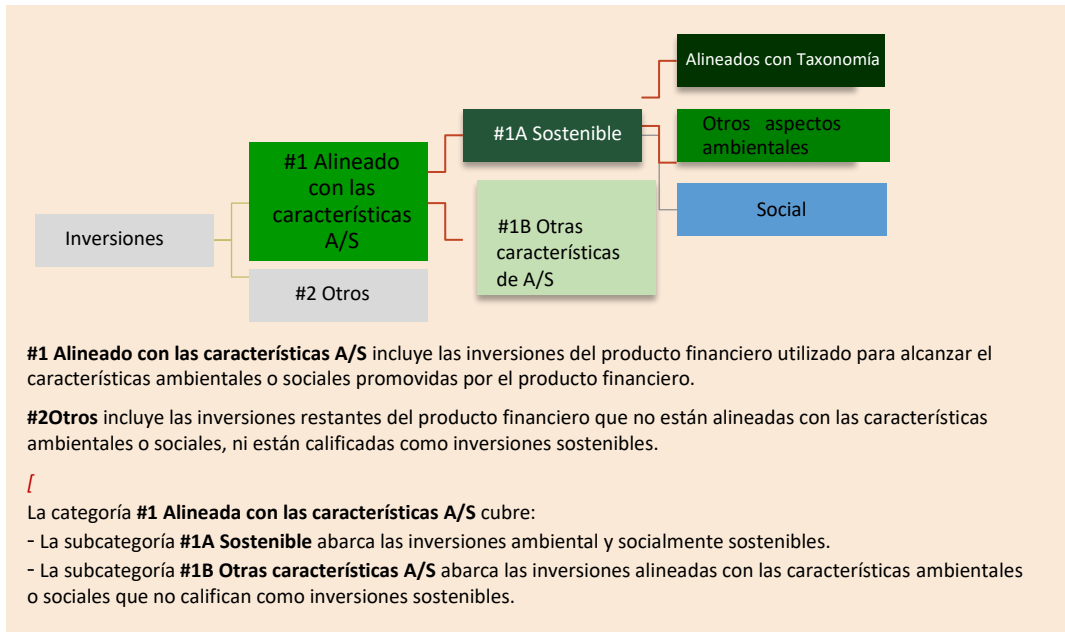 Alineados con Taxonomía
#1A Sostenible
Otros aspectos
ambientales
#1 Alineado
con las
características
A/S
Social
#1B Otras
características
de A/S
Inversiones
#2 Otros
#1 Alineado con las características A/S incluye las inversiones del producto financiero utilizado para alcanzar el
características ambientales o sociales promovidas por el producto financiero.
#2Otros incluye las inversiones restantes del producto financiero que no están alineadas con las características
ambientales o sociales, ni están calificadas como inversiones sostenibles.
[
La categoría #1 Alineada con las características A/S cubre:
- La subcategoría #1A Sostenible abarca las inversiones ambiental y socialmente sostenibles.
- La subcategoría #1B Otras características A/S abarca las inversiones alineadas con las características ambientales
o sociales que no califican como inversiones sostenibles.